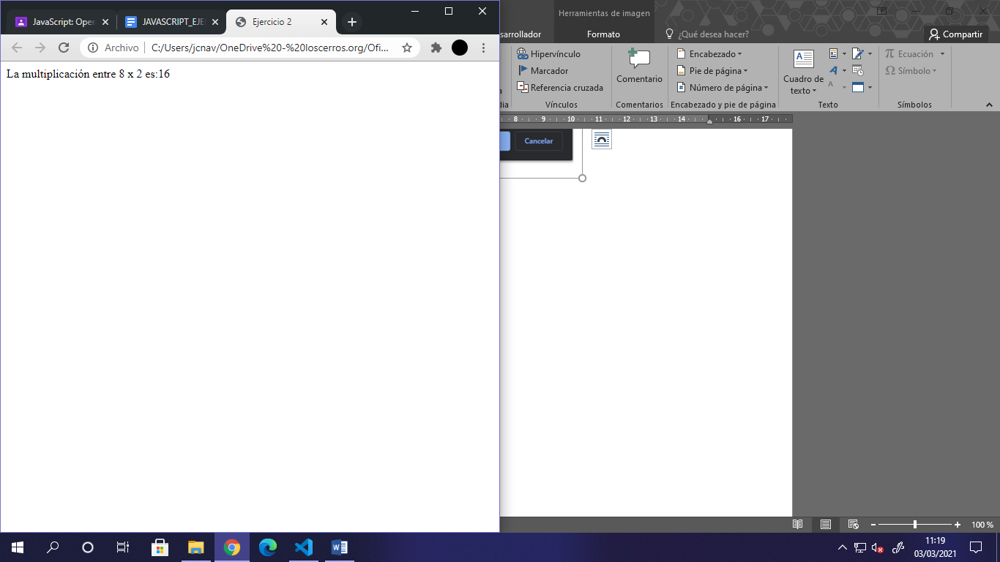 JavaScript: Oper
JAVASCRIPT_EJE
Ejercicio 2
Archivo
C:/Users/jcnav/OneDrive%20-%20loscerros.org/Ofi...
La multiplicación entre 8 x 2 es:16
Herramientas de imagen
sarrollador
Formato
¿Qué desea hacer?
Compartir
Hipervínculo
Marcador
Referencia cruzada
Vínculos
Comentario
Comentarios
Encabezado
Pie de página
Número de página
Encabezado y pie de página
Cuadro de
texto
Texto
Ecuación
Símbolo
Símbolos
8 9 10 11 12 13 14 16 17
Cancelar
100 %
11:19
03/03/2021